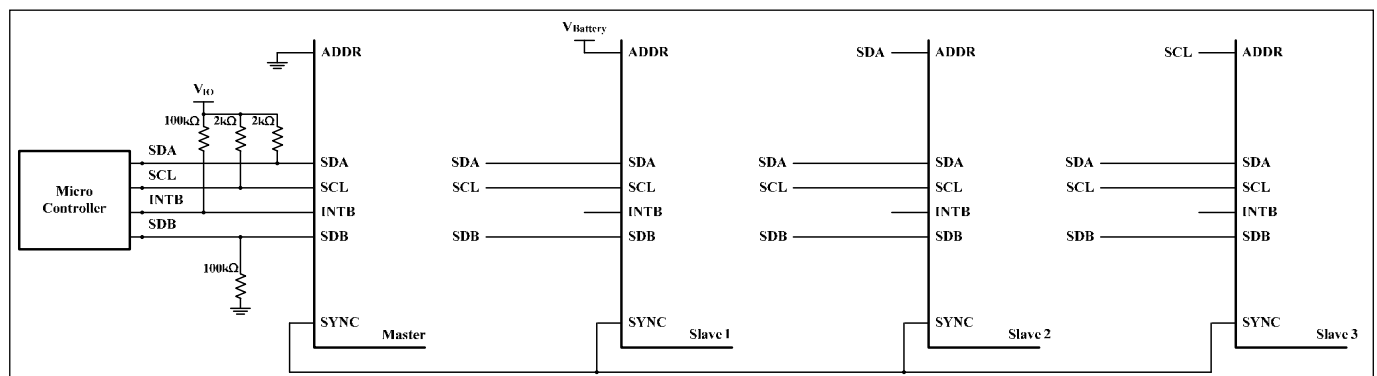 VBattery
ADDR
ADDR
SDA
ADDR
SCL
ADDR
VIO
100kΩ
2kΩ
2kΩ
Micro
Controller
SDA
SCL
INTB
SDB
SDA
SCL
INTB
SDB
SDA
SCL
SDB
SDA
SCL
INTB
SDB
SDA
SCL
SDB
SDA
SCL
INTB
SDB
SDA
SCL
SDB
SDA
SCL
INTB
SDB
100kΩ
SYNC
Master
SYNC
Slave 1
SYNC
Slave 2
SYNC
Slave 3